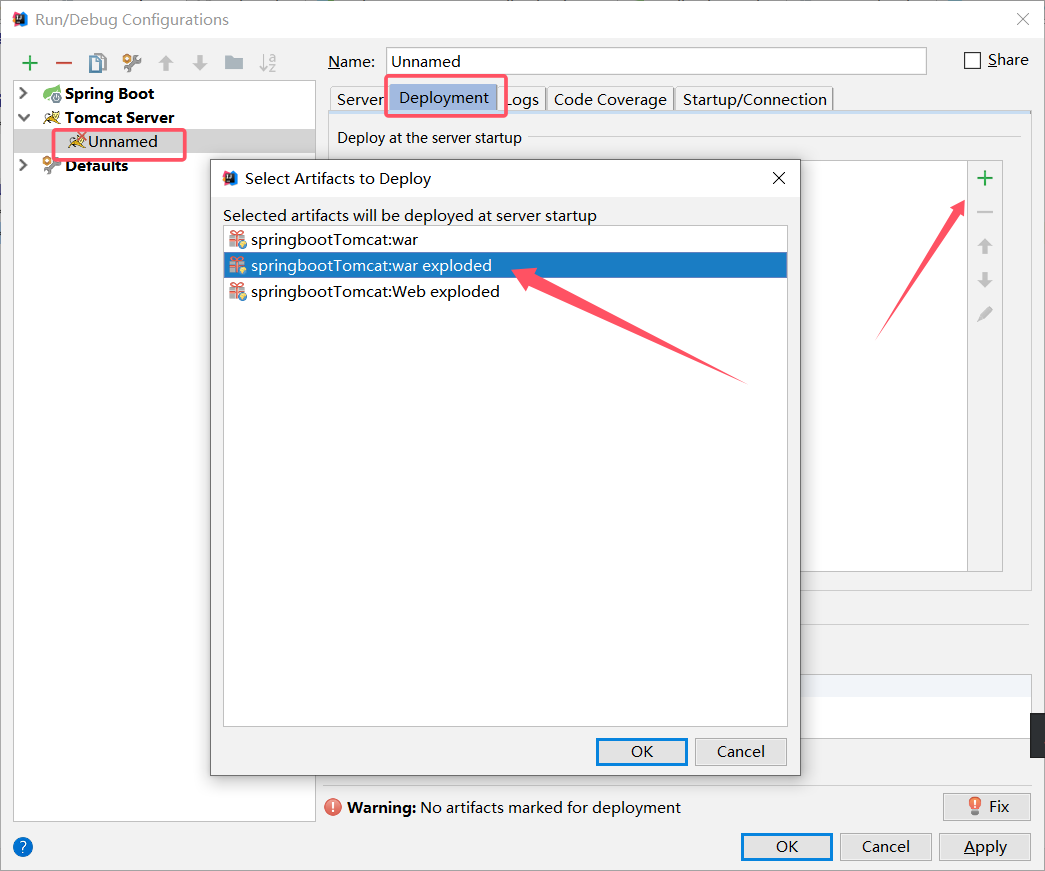 Run/Debug Configurations
Name: Unnamed
Share
Spring Boot
Tomcat Server
Unnamed
Defaults
Server Deployment Logs Code Coverage Startup/Connection
Deploy at the server startup
Select Artifacts to Deploy
Selected artifacts will be deployed at server startup
springbootTomcat:war
springbootTomcat:war exploded
springbootTomcat:Web exploded
OK Cancel
Warning: No artifacts marked for deployment
Fix
? OK Cancel Apply